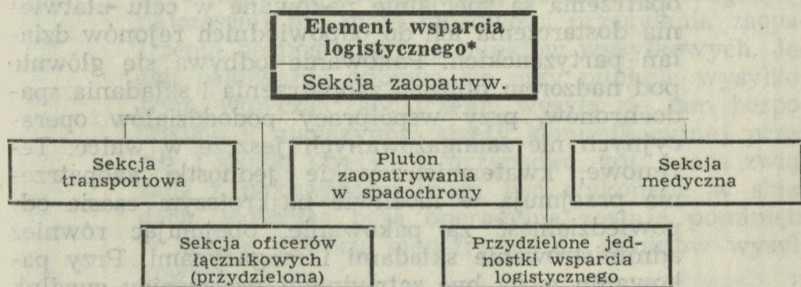 Element wsparcia
logistycznego*
Sekcja zaopatryw.
Sekcja
transportowa
Pluton
zaopatrywania
w spadochrony
Sekcja
medyczna
Sekcja oficerów
łącznikowych
(przydzielona)
Przydzielone jed-
nostki wsparcia
logistycznego